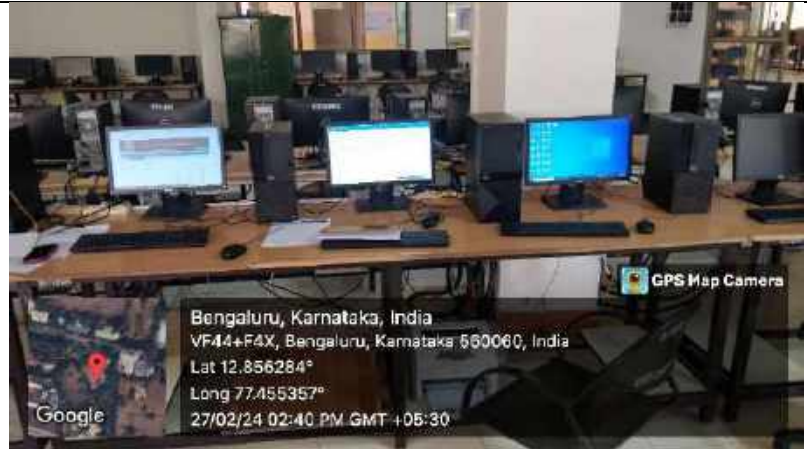 GPS Map Camera
Bengaluru, Karnataka, India
VF44+F4X, Bengaluru, Karnataka 560060, India
Lat 12.856284°
Long 77.455357°
27/02/24 02:40 PM GMT +05:30
Google